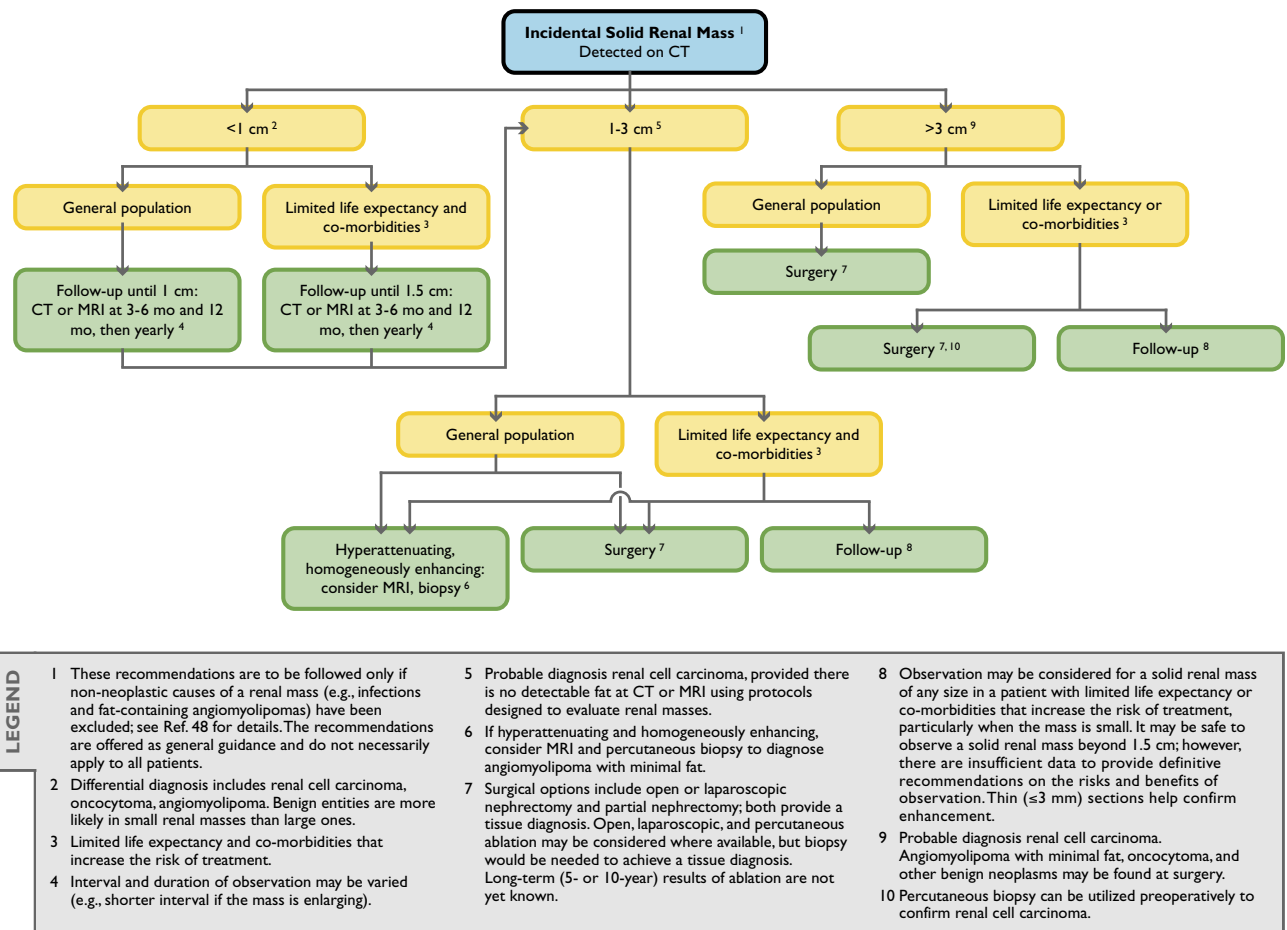 Incidental Solid Renal Mass 1
Detected on CT
<1 cm 2
1-3 cm 5
>3 cm 9
General population
Limited life expectancy and
co-morbidities 3
General population
Limited life expectancy or
co-morbidities 3
Follow-up until 1 cm:
CT or MRI at 3-6 mo and 12
mo, then yearly 4
Follow-up until 1.5 cm:
CT or MRI at 3-6 mo and 12
mo, then yearly 4
Surgery 7
Surgery 7, 10
Follow-up 8
General population
Limited life expectancy and
co-morbidities 3
Hyperattenuating,
homogeneously enhancing:
consider MRI, biopsy 6
Surgery 7
Follow-up 8
LEGEND
1 These recommendations are to be followed only if
non-neoplastic causes of a renal mass (e.g., infections
and fat-containing angiomyolipomas) have been
excluded; see Ref. 48 for details. The recommendations
are offered as general guidance and do not necessarily
apply to all patients.
2 Differential diagnosis includes renal cell carcinoma,
oncocytoma, angiomyolipoma. Benign entities are more
likely in small renal masses than large ones.
3 Limited life expectancy and co-morbidities that
increase the risk of treatment.
4 Interval and duration of observation may be varied
(e.g., shorter interval if the mass is enlarging).
5 Probable diagnosis renal cell carcinoma, provided there
is no detectable fat at CT or MRI using protocols
designed to evaluate renal masses.
6 If hyperattenuating and homogeneously enhancing,
consider MRI and percutaneous biopsy to diagnose
angiomyolipoma with minimal fat.
7 Surgical options include open or laparoscopic
nephrectomy and partial nephrectomy; both provide a
tissue diagnosis. Open, laparoscopic, and percutaneous
ablation may be considered where available, but biopsy
would be needed to achieve a tissue diagnosis.
Long-term (5- or 10-year) results of ablation are not
yet known.
8 Observation may be considered for a solid renal mass
of any size in a patient with limited life expectancy or
co-morbidities that increase the risk of treatment,
particularly when the mass is small. It may be safe to
observe a solid renal mass beyond 1.5 cm; however,
there are insufficient data to provide definitive
recommendations on the risks and benefits of
observation. Thin (≤3 mm) sections help confirm
enhancement.
9 Probable diagnosis renal cell carcinoma.
Angiomyolipoma with minimal fat, oncocytoma, and
other benign neoplasms may be found at surgery.
10 Percutaneous biopsy can be utilized preoperatively to
confirm renal cell carcinoma.